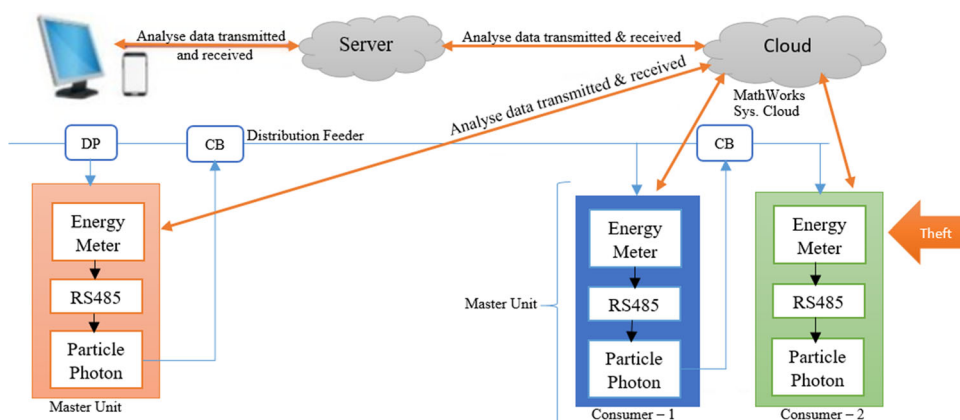 Analyse data transmitted
and received
Server
Analyse data transmitted & received
Cloud
MathWorks
Sys. Cloud
Analyse data transmitted & received
DP
CB
Distribution Feeder
CB
Energy
Meter
RS485
Particle
Photon
Master Unit
Master Unit
Energy
Meter
RS485
Particle
Photon
Consumer – 1
Energy
Meter
RS485
Particle
Photon
Consumer – 2
Theft